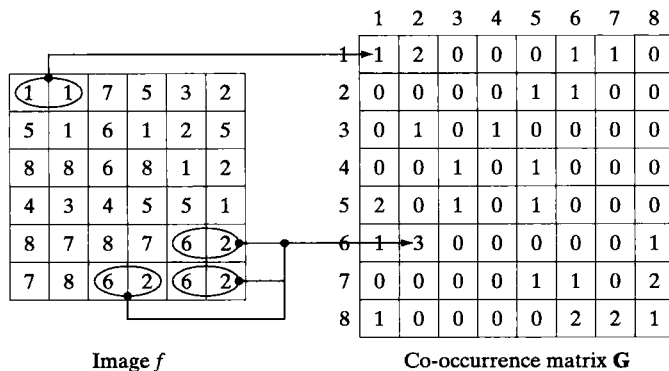 1 1 7 5 3 2
5 1 6 1 2 5
8 8 6 8 1 2
4 3 4 5 5 1
8 7 8 7 6 2
7 8 6 2 6 2
Image f
1 2 3 4 5 6 7 8
1 1 2 0 0 0 1 1 0
2 0 0 0 0 1 1 0 0
3 0 1 0 1 0 0 0 0
4 0 0 1 0 1 0 0 0
5 2 0 1 0 1 0 0 0
6 1 3 0 0 0 0 0 1
7 0 0 0 0 1 1 0 2
8 1 0 0 0 0 2 2 1
Co-occurrence matrix G